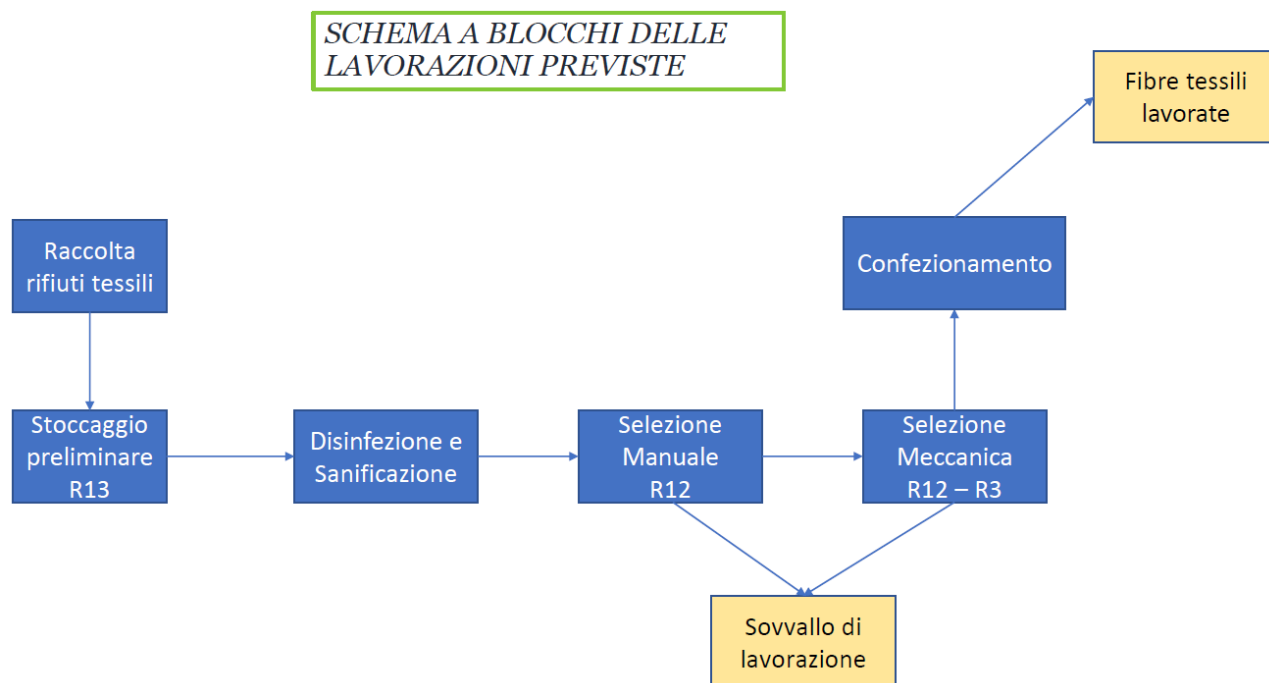 SCHEMA A BLOCCHI DELLE
LAVORAZIONI PREVISTE
Fibre tessili
lavorate
Raccolta
rifiuti tessili
Confezionamento
Stoccaggio
preliminare
R13
Disinfezione e
Sanificazione
Selezione
Manuale
R12
Selezione
Meccanica
R12 – R3
Sovvallo di
lavorazione